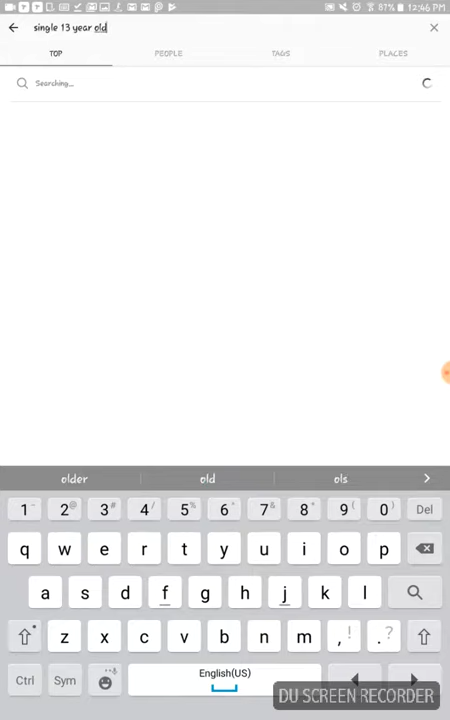 87% 12:46 PM
single 13 year old
TOP PEOPLE TAGS PLACES
Searching...
older old ols
1 2 3 4 5 6 7 8 9 0 Del
q w e r t y u i o p
a s d f g h j k l
z x c v b n m , ! . ?
English(US)
Ctrl Sym
DU SCREEN RECORDER